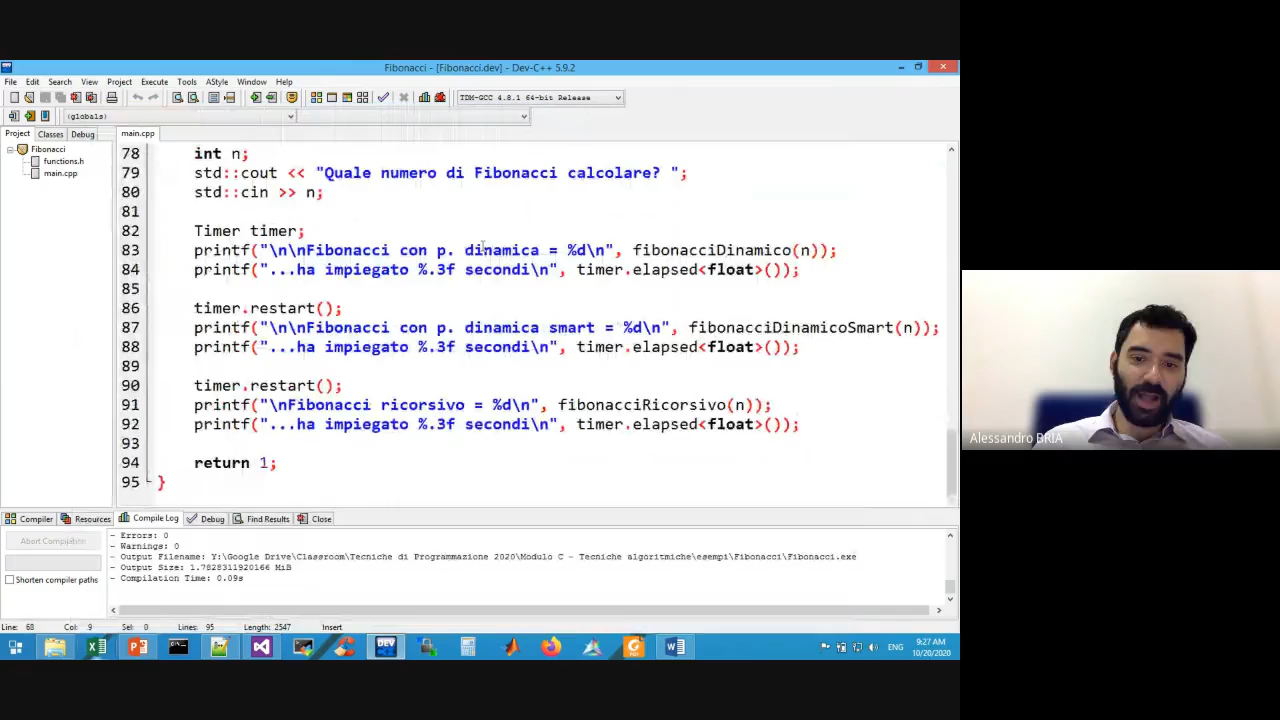 Fibonacci - [Fibonacci.dev] - Dev-C++ 5.9.2
File Edit Search View Project Execute Tools AStyle Window Help
TDM-GCC 4.8.1 64-bit Release
(globals)
Project Classes Debug
main.cpp
Fibonacci
functions.h
main.cpp
78 int n;
79 std::cout << "Quale numero di Fibonacci calcolare? ";
80 std::cin >> n;
81
82 Timer timer;
83 printf("\n\nFibonacci con p. dinamica = %d\n", fibonacciDinamico(n));
84 printf("...ha impiegato %.3f secondi\n", timer.elapsed<float>());
85
86 timer.restart();
87 printf("\n\nFibonacci con p. dinamica smart = %d\n", fibonacciDinamicoSmart(n));
88 printf("...ha impiegato %.3f secondi\n", timer.elapsed<float>());
89
90 timer.restart();
91 printf("\nFibonacci ricorsivo = %d\n", fibonacciRicorsivo(n));
92 printf("...ha impiegato %.3f secondi\n", timer.elapsed<float>());
93
94 return 1;
95 }
Alessandro BRIA
Compiler Resources Compile Log Debug Find Results Close
Abort Compilation
Shorten compiler paths
- Errors: 0
- Warnings: 0
- Output Filename: Y:\Google Drive\Classroom\Tecniche di Programmazione 2020\Modulo C - Tecniche algoritmiche\esempi\Fibonacci\Fibonacci.exe
- Output Size: 1.7828311920166 MiB
- Compilation Time: 0.09s
Line: 68 Col: 9 Sel: 0 Lines: 95 Length: 2547 Insert
DEV
ENG
9:27 AM
10/20/2020